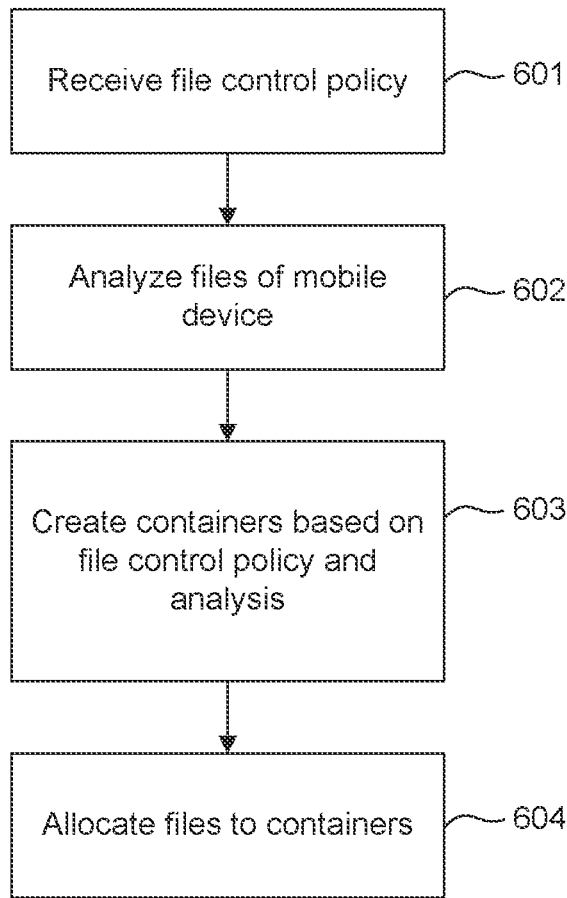 Receive file control policy
601
Analyze files of mobile
device
602
Create containers based on
file control policy and
analysis
603
Allocate files to containers
604